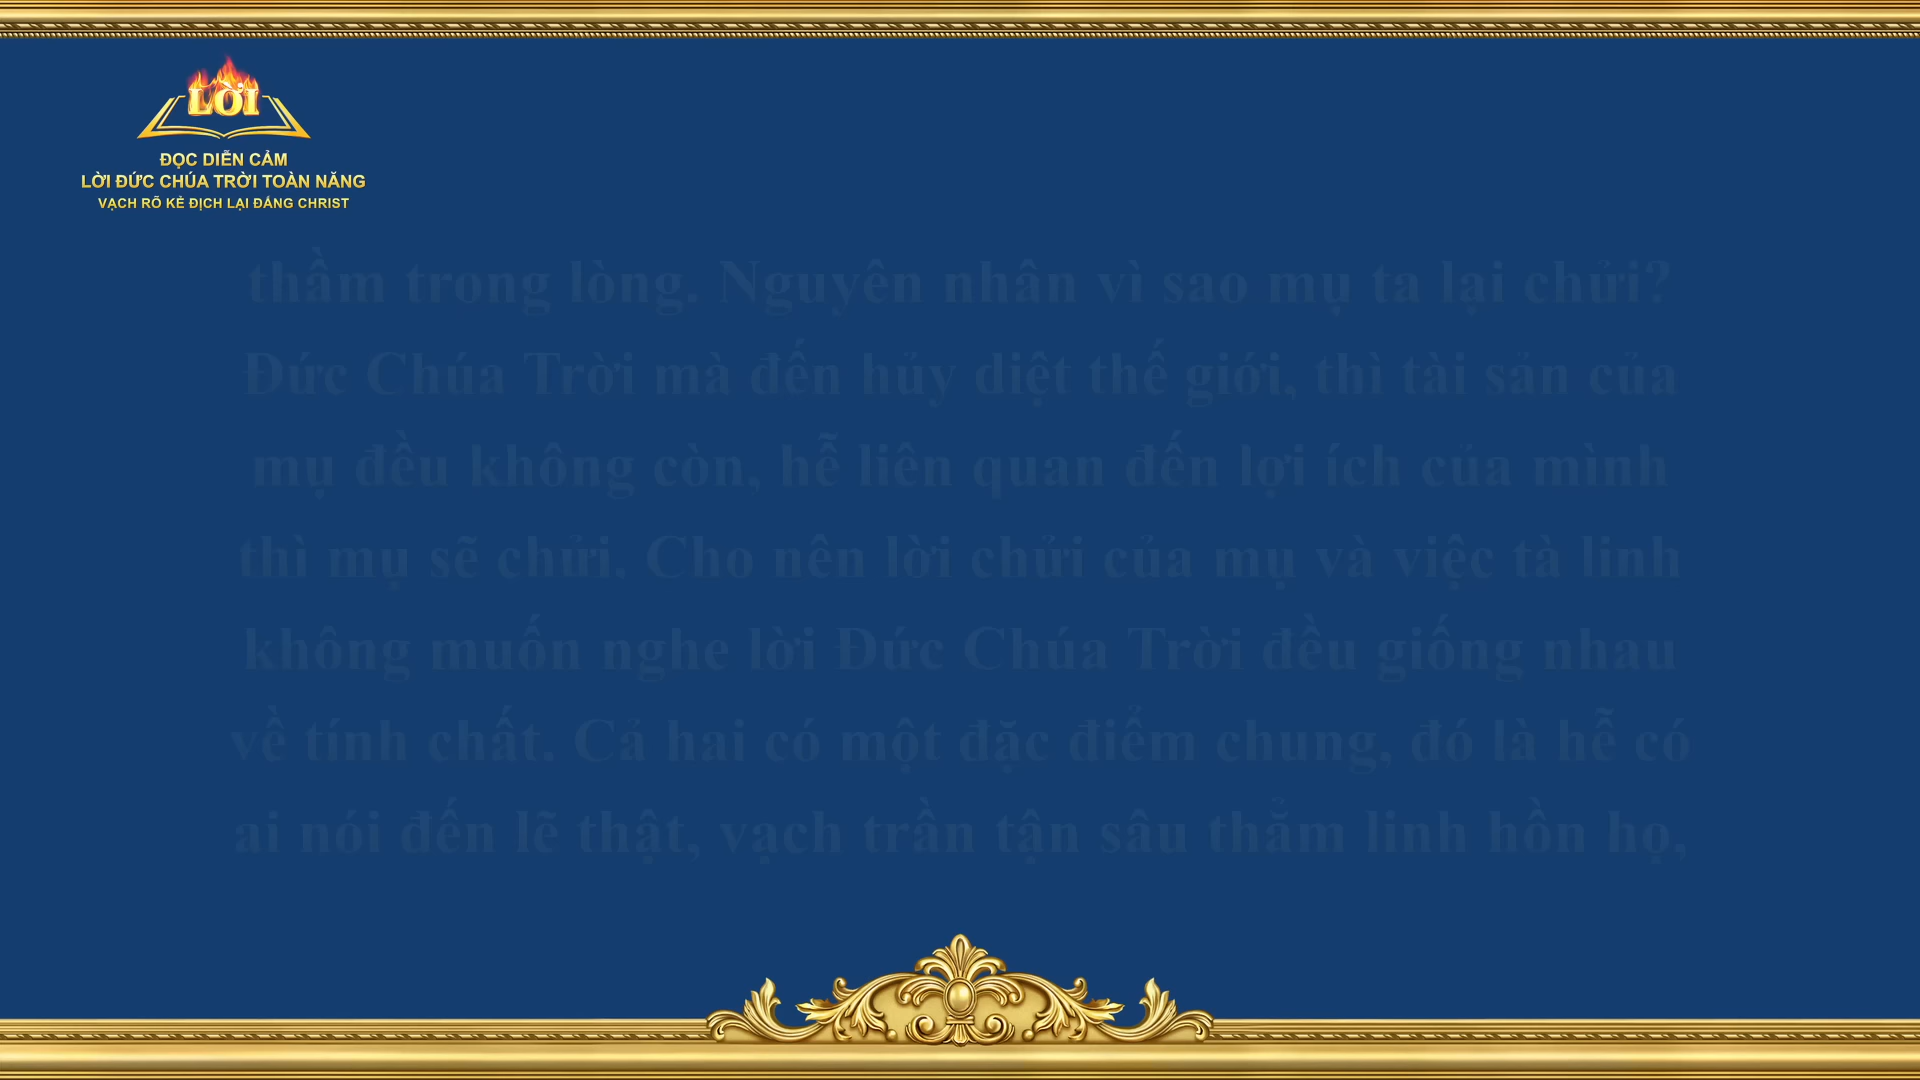 LỜI
ĐỌC DIỄN CẢM
LỜI ĐỨC CHÚA TRỜI TOÀN NĂNG
VẠCH RÕ KẺ ĐỊCH LẠI ĐẤNG CHRIST
thầm trong lòng. Nguyên nhân vì sao mụ ta lại chửi?
Đức Chúa Trời mà đến hủy diệt thế giới, thì tài sản của
mụ đều không còn, hễ liên quan đến lợi ích của mình
thì mụ sẽ chửi. Cho nên lời chửi của mụ và việc tà linh
không muốn nghe lời Đức Chúa Trời đều giống nhau
về tính chất. Cả hai có một đặc điểm chung, đó là hễ có
ai nói đến lẽ thật, vạch trần tận sâu thẳm linh hồn họ,